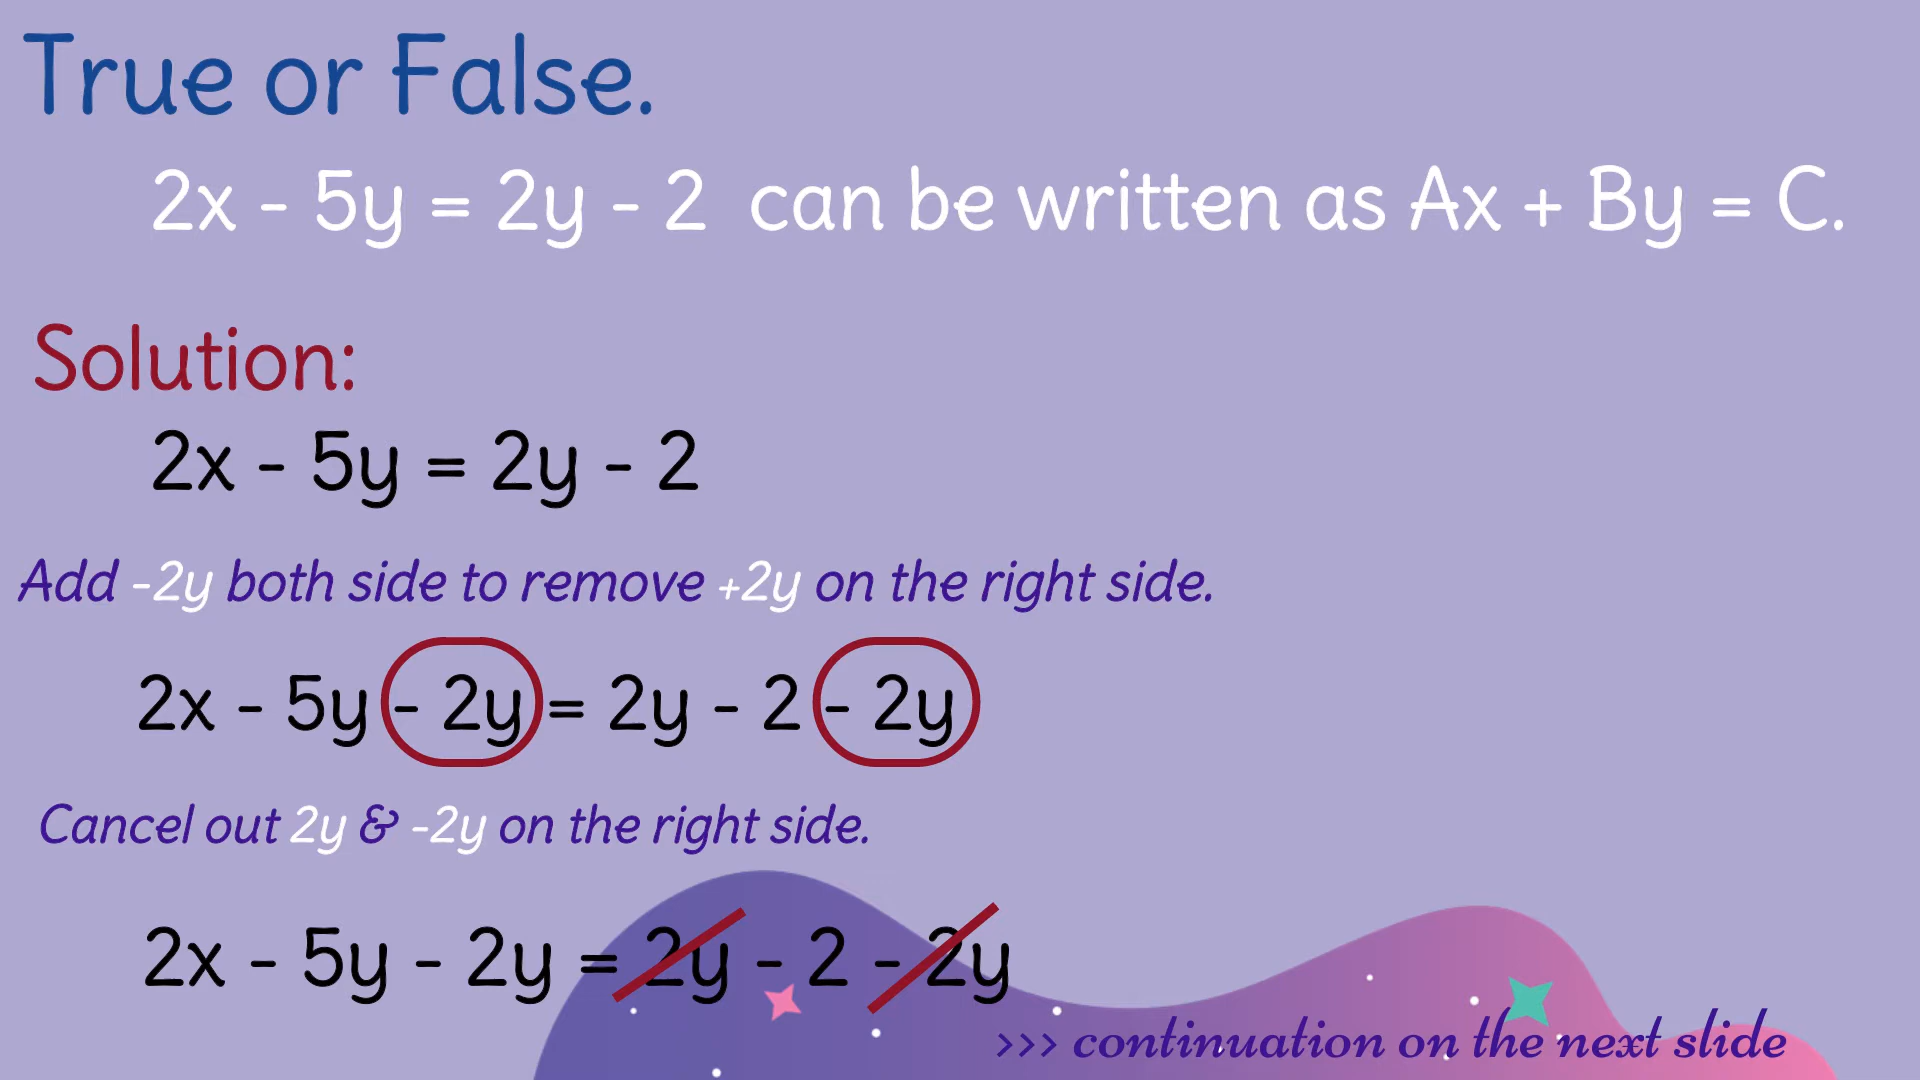 True or False.
2x - 5y = 2y - 2 can be written as Ax + By = C.
Solution:
2x - 5y = 2y - 2
Add -2y both side to remove +2y on the right side.
2x - 5y - 2y = 2y - 2 - 2y
Cancel out 2y & -2y on the right side.
2x - 5y - 2y = 2y - 2 - 2y
>>> continuation on the next slide